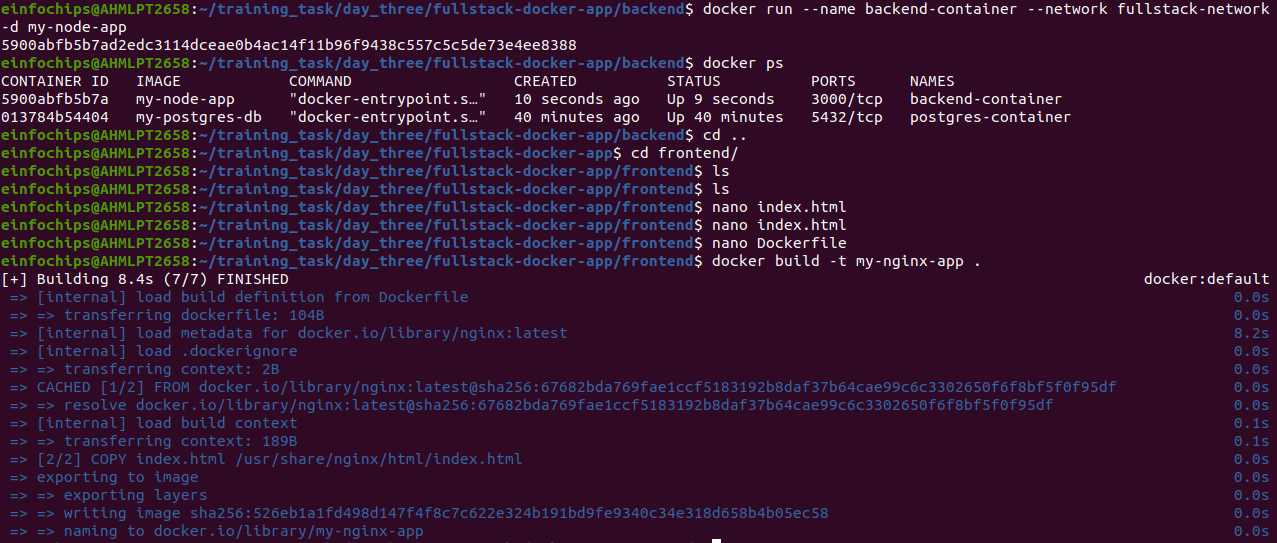 einfochips@AHMLPT2658:~/training_task/day_three/fullstack-docker-app/backend$ docker run --name backend-container --network fullstack-network
-d my-node-app
5900abfb5b7ad2edc3114dceae0b4ac14f11b96f9438c557c5c5de73e4ee8388
einfochips@AHMLPT2658:~/training_task/day_three/fullstack-docker-app/backend$ docker ps
CONTAINER ID   IMAGE            COMMAND                  CREATED          STATUS          PORTS      NAMES
5900abfb5b7a   my-node-app      "docker-entrypoint.s…"   10 seconds ago   Up 9 seconds    3000/tcp   backend-container
013784b54404   my-postgres-db   "docker-entrypoint.s…"   40 minutes ago   Up 40 minutes   5432/tcp   postgres-container
einfochips@AHMLPT2658:~/training_task/day_three/fullstack-docker-app/backend$ cd ..
einfochips@AHMLPT2658:~/training_task/day_three/fullstack-docker-app$ cd frontend/
einfochips@AHMLPT2658:~/training_task/day_three/fullstack-docker-app/frontend$ ls
einfochips@AHMLPT2658:~/training_task/day_three/fullstack-docker-app/frontend$ ls
einfochips@AHMLPT2658:~/training_task/day_three/fullstack-docker-app/frontend$ nano index.html
einfochips@AHMLPT2658:~/training_task/day_three/fullstack-docker-app/frontend$ nano index.html
einfochips@AHMLPT2658:~/training_task/day_three/fullstack-docker-app/frontend$ nano Dockerfile
einfochips@AHMLPT2658:~/training_task/day_three/fullstack-docker-app/frontend$ docker build -t my-nginx-app .
[+] Building 8.4s (7/7) FINISHED docker:default
=> [internal] load build definition from Dockerfile 0.0s
=> => transferring dockerfile: 104B 0.0s
=> [internal] load metadata for docker.io/library/nginx:latest 8.2s
=> [internal] load .dockerignore 0.0s
=> => transferring context: 2B 0.0s
=> CACHED [1/2] FROM docker.io/library/nginx:latest@sha256:67682bda769fae1ccf5183192b8daf37b64cae99c6c3302650f6f8bf5f0f95df 0.0s
=> => resolve docker.io/library/nginx:latest@sha256:67682bda769fae1ccf5183192b8daf37b64cae99c6c3302650f6f8bf5f0f95df 0.0s
=> [internal] load build context 0.1s
=> => transferring context: 189B 0.1s
=> [2/2] COPY index.html /usr/share/nginx/html/index.html 0.0s
=> exporting to image 0.0s
=> => exporting layers 0.0s
=> => writing image sha256:526eb1a1fd498d147f4f8c7c622e324b191bd9fe9340c34e318d658b4b05ec58 0.0s
=> => naming to docker.io/library/my-nginx-app 0.0s